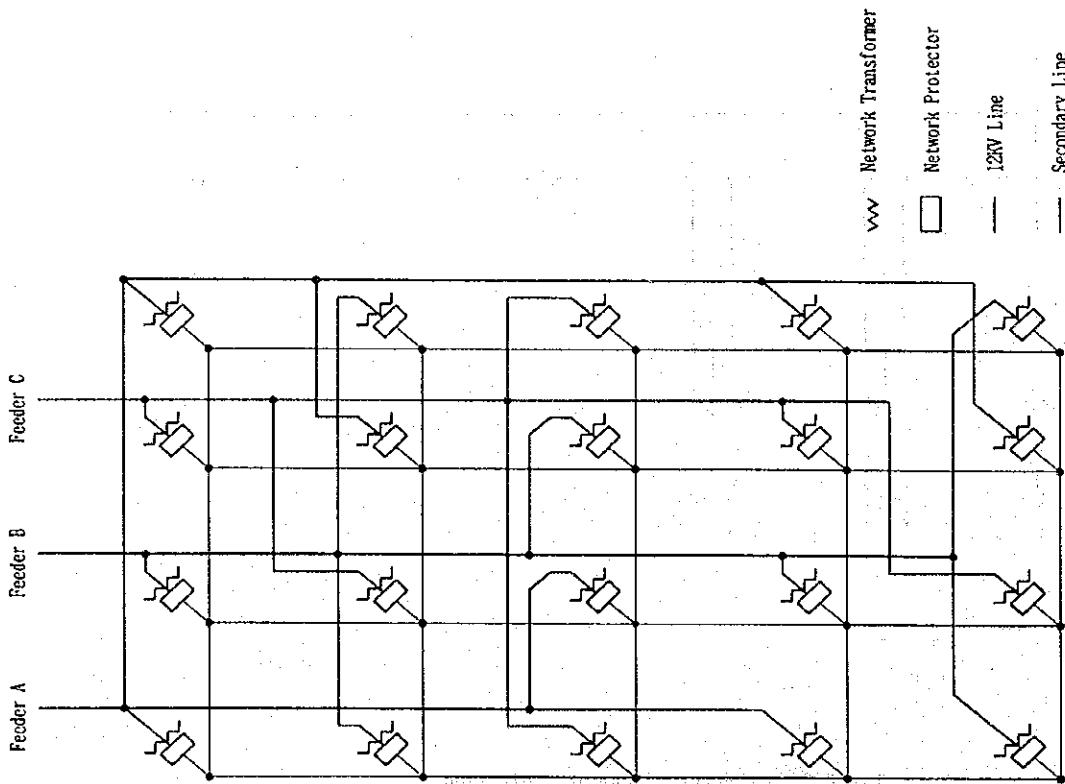 Feeder A
Feeder B
Feeder C
Network Transformer
Network Protector
12KV Line
Secondary Line